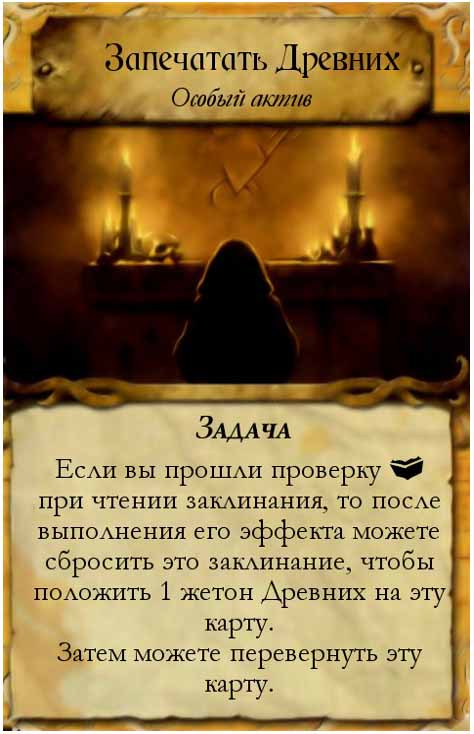 Запечатать Древних
Особый актив
Задача
Если вы прошли проверку
при чтении заклинания, то после
выполнения его эффекта можете
сбросить это заклинание, чтобы
положить 1 жетон Древних на эту
карту.
Затем можете перевернуть эту
карту.